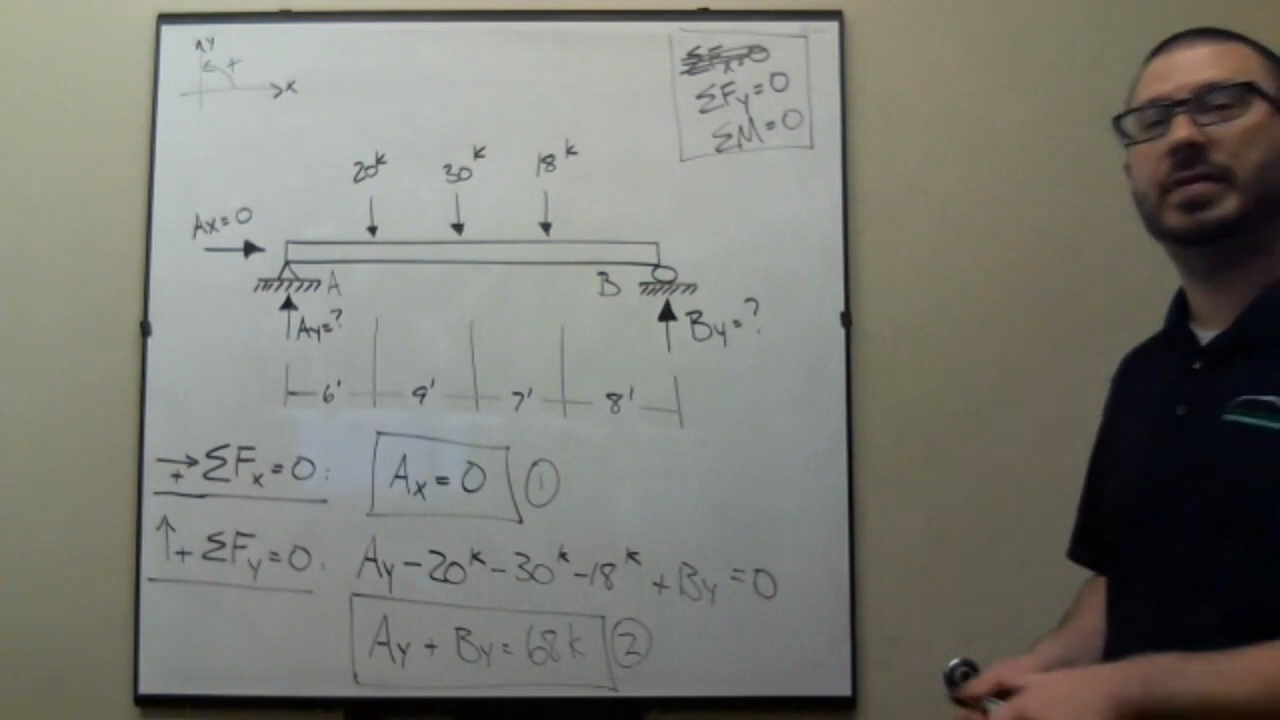 Y
+
X
ΣFx=0
ΣFy=0
ΣM=0
20k 30k 18k
Ax=0
A B
Ay=? By=?
6' 9' 7' 8'
→+ ΣFx=0: Ax=0 ①
↑+ ΣFy=0: Ay-20k-30k-18k+By=0
Ay+By=68k ②